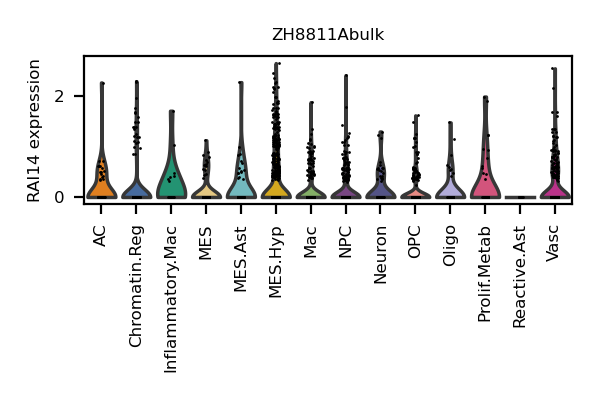 ZH8811Abulk
RAI14 expression
2
0
AC
Chromatin.Reg
Inflammatory.Mac
MES
MES.Ast
MES.Hyp
Mac
NPC
Neuron
OPC
Oligo
Prolif.Metab
Reactive.Ast
Vasc